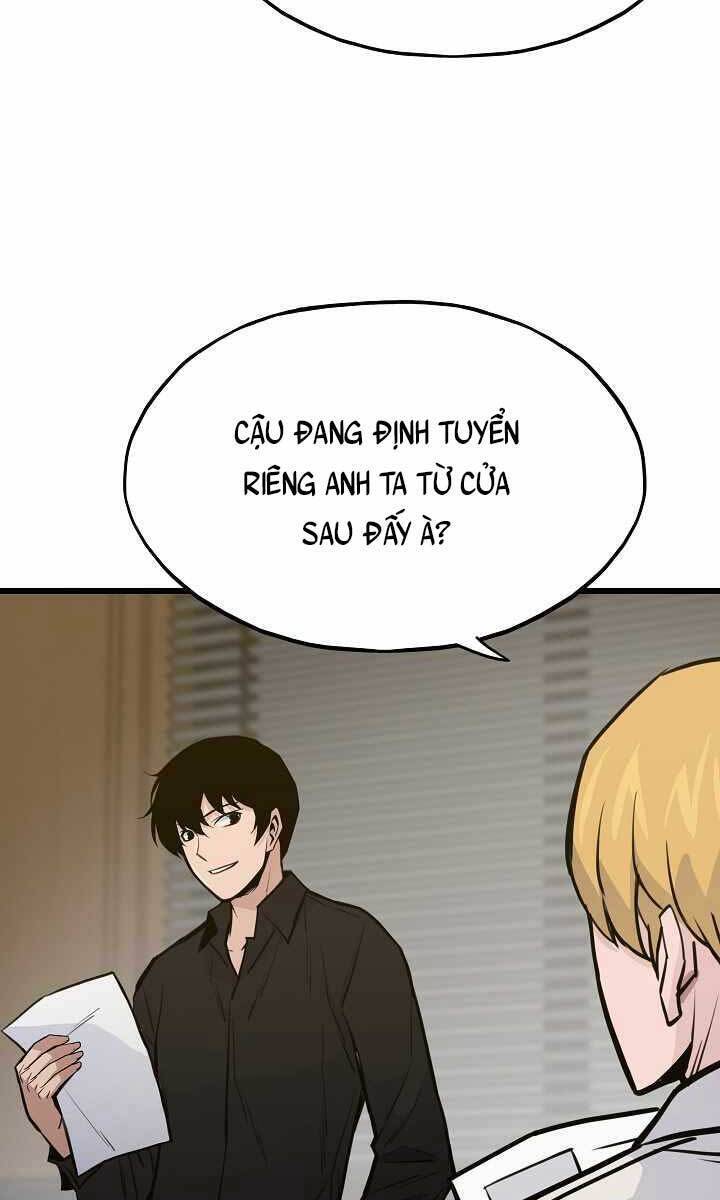 CẬU ĐANG ĐỊNH TUYỂN
RIÊNG ANH TA TỪ CỬA
SAU ĐẤY À?